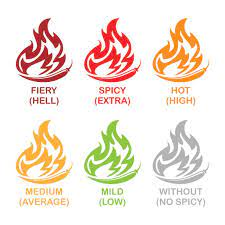 FIERY
(HELL)
SPICY
(EXTRA)
HOT
(HIGH)
MEDIUM
(AVERAGE)
MILD
(LOW)
WITHOUT
(NO SPICY)